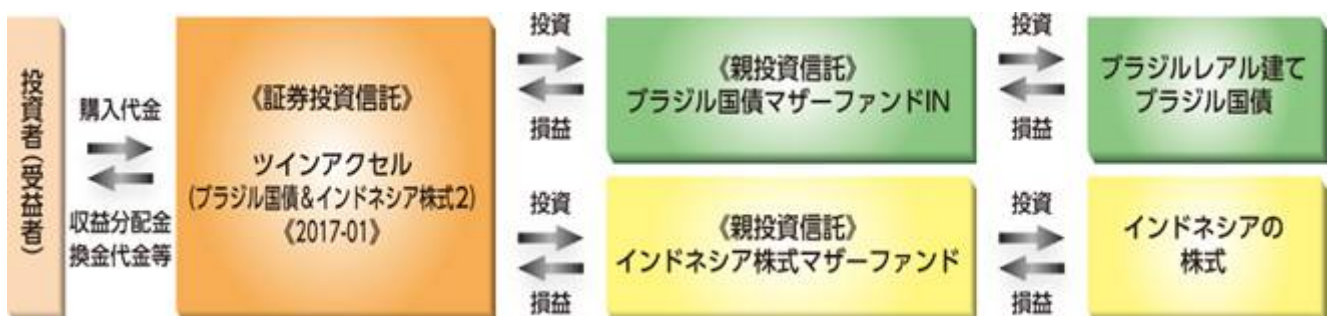 投資者(受益者)
購入代金
収益分配金
換金代金等
《証券投資信託》
ツインアクセル
(ブラジル国債&インドネシア株式2)
《2017-01》
投資
損益
《親投資信託》
ブラジル国債マザーファンドIN
投資
損益
ブラジルレアル建て
ブラジル国債
投資
損益
《親投資信託》
インドネシア株式マザーファンド
投資
損益
インドネシアの
株式